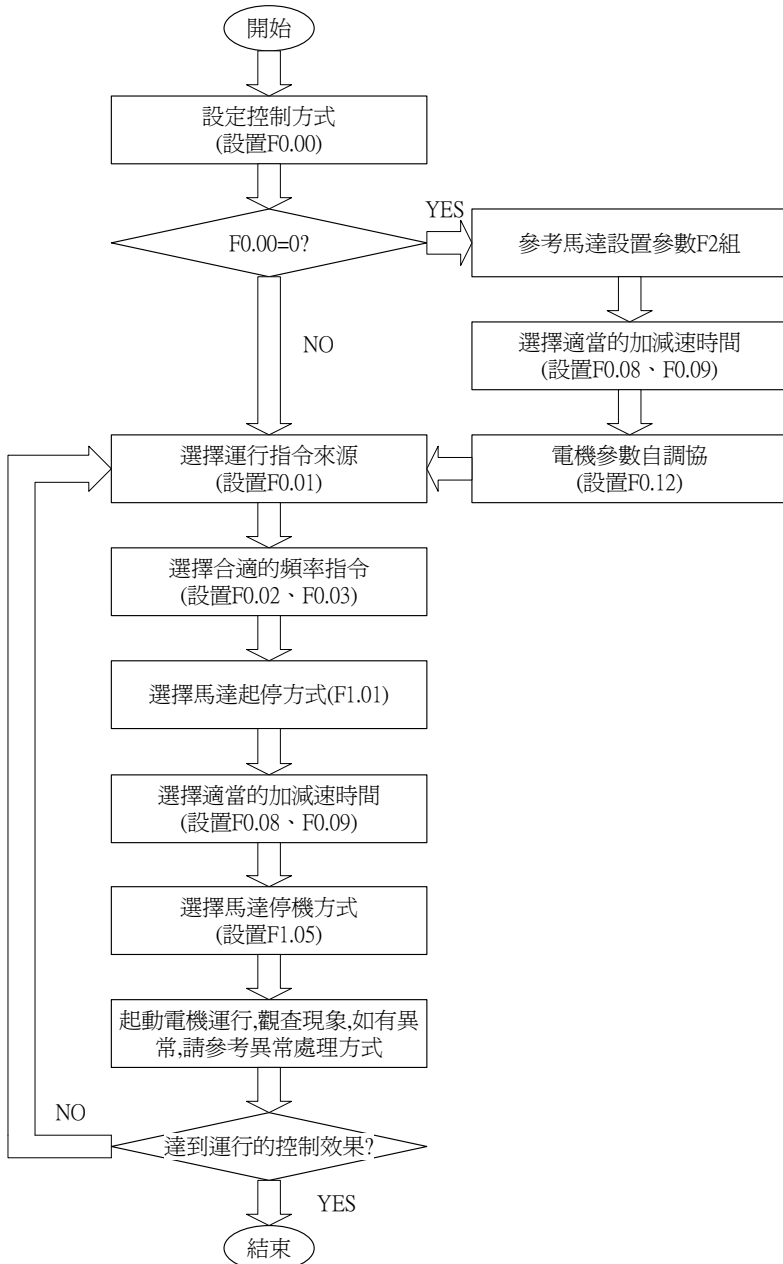 開始
設定控制方式
(設置F0.00)
F0.00=0?
YES
參考馬達設置參數F2組
NO
選擇適當的加減速時間
(設置F0.08、F0.09)
選擇運行指令來源
(設置F0.01)
電機參數自調協
(設置F0.12)
選擇合適的頻率指令
(設置F0.02、F0.03)
選擇馬達起停方式(F1.01)
選擇適當的加減速時間
(設置F0.08、F0.09)
選擇馬達停機方式
(設置F1.05)
起動電機運行,觀查現象,如有異
常,請參考異常處理方式
NO
達到運行的控制效果?
YES
結束